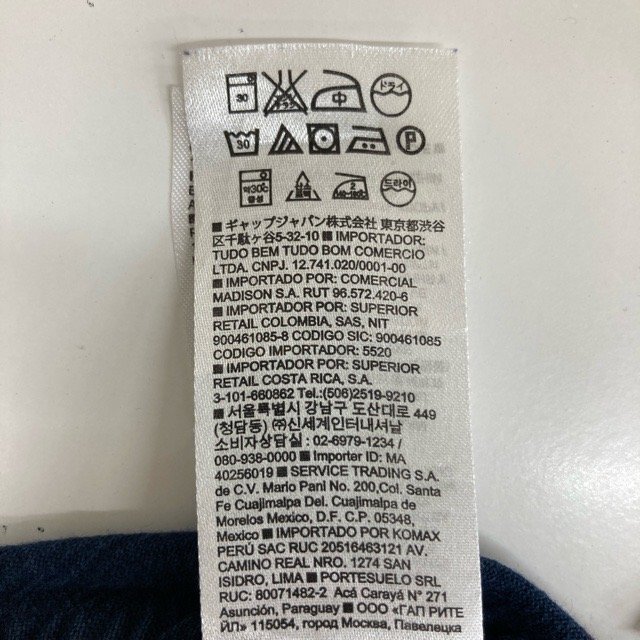 30 中 ドライ
30 P
약30℃ 중성 2 140-160℃ 드라이
■ ギャップジャパン株式会社 東京都渋谷
区千駄ヶ谷5-32-10 ■ IMPORTADOR:
TUDO BEM TUDO BOM COMERCIO
LTDA. CNPJ. 12.741.020/0001-00
■ IMPORTADO POR: COMERCIAL
MADISON S.A. RUT 96.572.420-6
■ IMPORTADOR POR: SUPERIOR
RETAIL COLOMBIA, SAS, NIT
900461085-8 CODIGO SIC: 900461085
CODIGO IMPORTADOR: 5520
■ IMPORTADO POR: SUPERIOR
RETAIL COSTA RICA, S.A.
3-101-660862 Tel.:(506)2519-9210
■ 서울특별시 강남구 도산대로 449
(청담동) ㈜신세계인터내셔날
소비자상담실 : 02-6979-1234 /
080-938-0000 ■ Importer ID: MA
40256019 ■ SERVICE TRADING S.A.
de C.V. Mario Pani No. 200,Col. Santa
Fe Cuajimalpa Del. Cuajimalpa de
Morelos Mexico, D.F. C.P. 05348,
Mexico ■ IMPORTADO POR KOMAX
PERÚ SAC RUC 20516463121 AV.
CAMINO REAL NRO. 1274 SAN
ISIDRO, LIMA ■ PORTESUELO SRL
RUC: 80071482-2 Acá Carayá N° 271
Asunción, Paraguay ■ ООО «ГАП РИТЕ
ЙЛ» 115054, город Москва, Павелецка